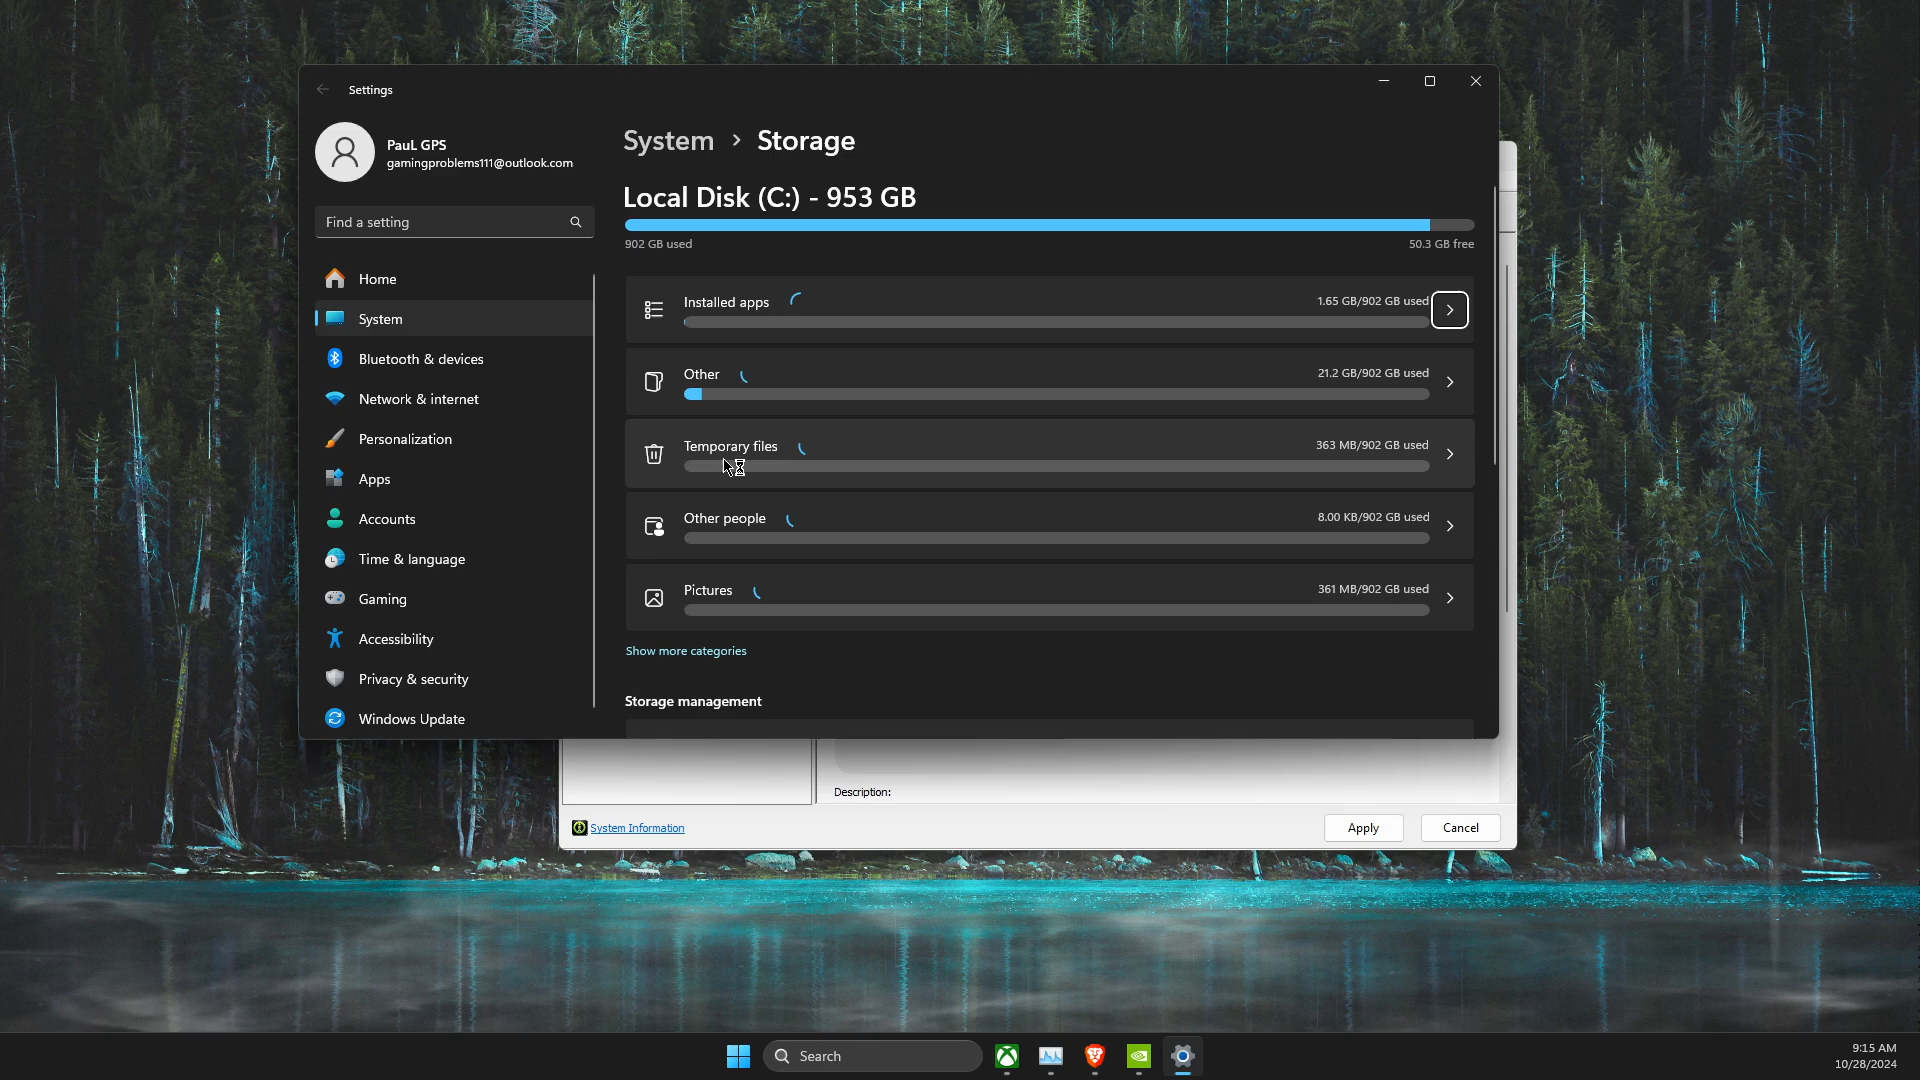 Settings
PauL GPS
gamingproblems111@outlook.com
Find a setting
Home
System
Bluetooth & devices
Network & internet
Personalization
Apps
Accounts
Time & language
Gaming
Accessibility
Privacy & security
Windows Update
System > Storage
Local Disk (C:) - 953 GB
902 GB used
50.3 GB free
Installed apps
1.65 GB/902 GB used
Other
21.2 GB/902 GB used
Temporary files
363 MB/902 GB used
Other people
8.00 KB/902 GB used
Pictures
361 MB/902 GB used
Show more categories
Storage management
Description:
System Information
Apply
Cancel
Search
9:15 AM
10/28/2024